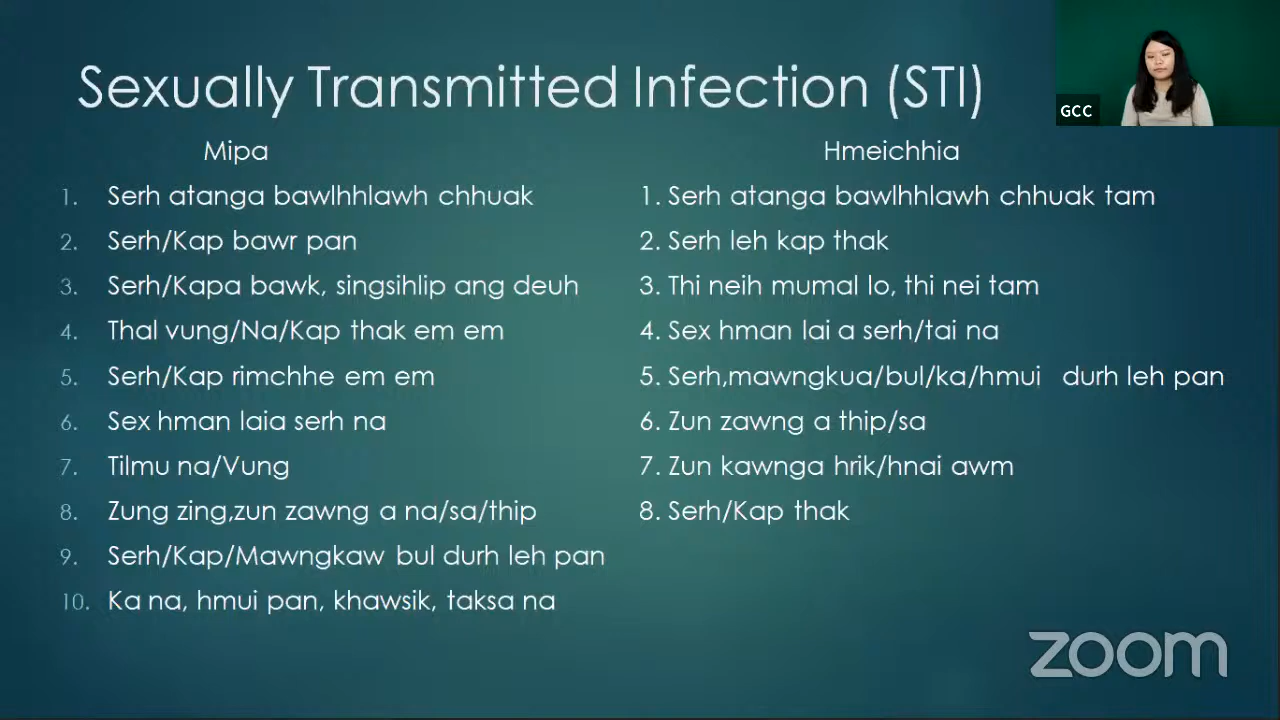 Sexually Transmitted Infection (STI)
GCC
Mipa
1. Serh atanga bawlhhlawh chhuak
2. Serh/Kap bawr pan
3. Serh/Kapa bawk, singsihlip ang deuh
4. Thal vung/Na/Kap thak em em
5. Serh/Kap rimchhe em em
6. Sex hman laia serh na
7. Tilmu na/Vung
8. Zung zing,zun zawng a na/sa/thip
9. Serh/Kap/Mawngkaw bul durh leh pan
10. Ka na, hmui pan, khawsik, taksa na
Hmeichhia
1. Serh atanga bawlhhlawh chhuak tam
2. Serh leh kap thak
3. Thi neih mumal lo, thi nei tam
4. Sex hman lai a serh/tai na
5. Serh,mawngkua/bul/ka/hmui durh leh pan
6. Zun zawng a thip/sa
7. Zun kawnga hrik/hnai awm
8. Serh/Kap thak
zoom